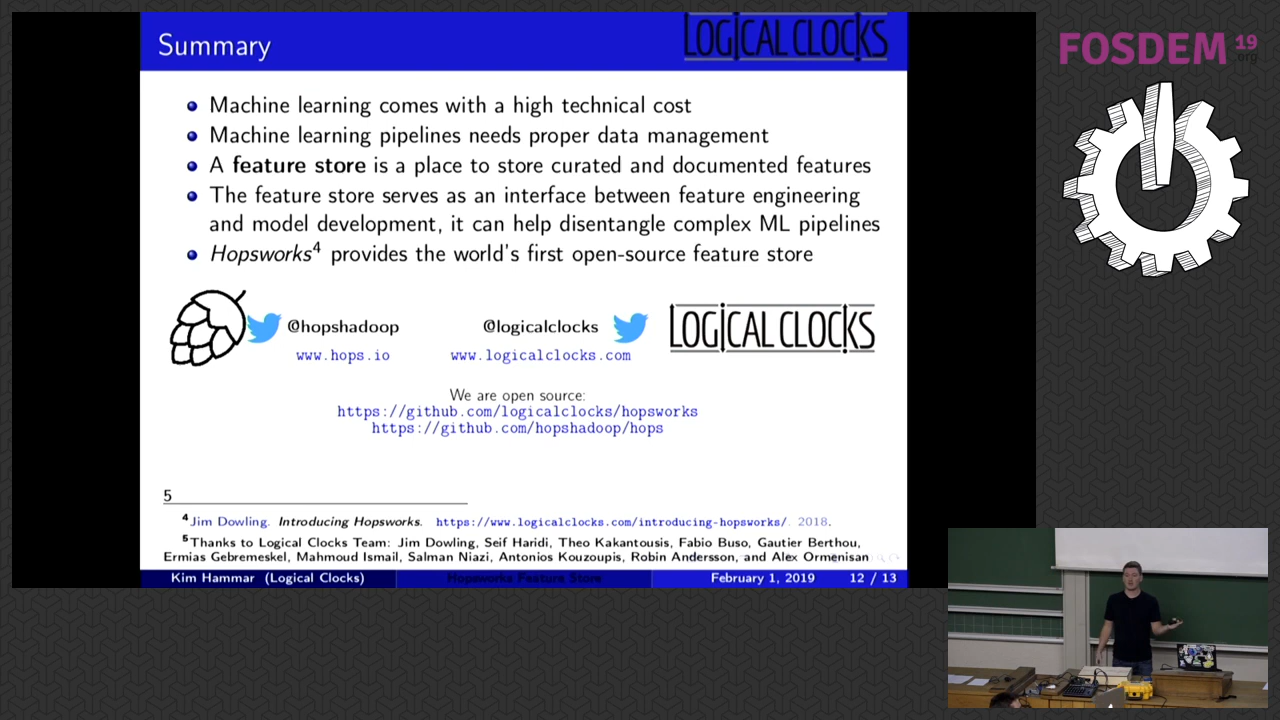 Summary
LOGICAL CLOCKS
FOSDEM 19
.org
Machine learning comes with a high technical cost
Machine learning pipelines needs proper data management
A feature store is a place to store curated and documented features
The feature store serves as an interface between feature engineering
and model development, it can help disentangle complex ML pipelines
Hopsworks4 provides the world's first open-source feature store
@hopshadoop
www.hops.io
@logicalclocks
www.logicalclocks.com
LOGICAL CLOCKS
We are open source:
https://github.com/logicalclocks/hopsworks
https://github.com/hopshadoop/hops
5
4Jim Dowling. Introducing Hopsworks. https://www.logicalclocks.com/introducing-hopsworks/. 2018.
5Thanks to Logical Clocks Team: Jim Dowling, Seif Haridi, Theo Kakantousis, Fabio Buso, Gautier Berthou,
Ermias Gebremeskel, Mahmoud Ismail, Salman Niazi, Antonios Kouzoupis, Robin Andersson, and Alex Ormenisan
Kim Hammar (Logical Clocks) Hopsworks Feature Store February 1, 2019 12 / 13